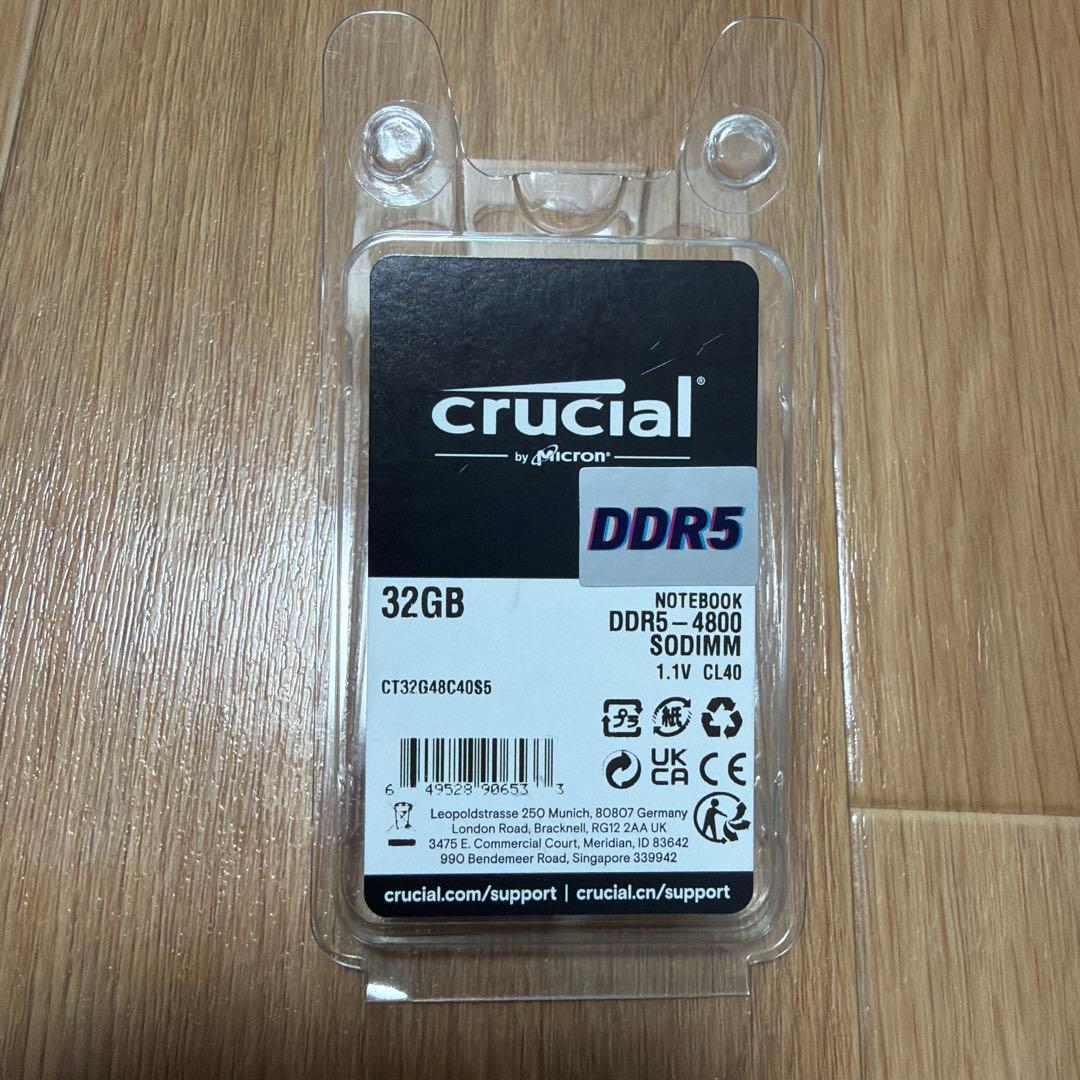 crucial®
by Micron®
DDR5
32GB
NOTEBOOK
DDR5-4800
SODIMM
1.1V CL40
CT32G48C40S5
プラ
紙
UK
CA
CE
6 49528 90653 3
Leopoldstrasse 250 Munich, 80807 Germany
London Road, Bracknell, RG12 2AA UK
3475 E. Commercial Court, Meridian, ID 83642
990 Bendemeer Road, Singapore 339942
crucial.com/support | crucial.cn/support